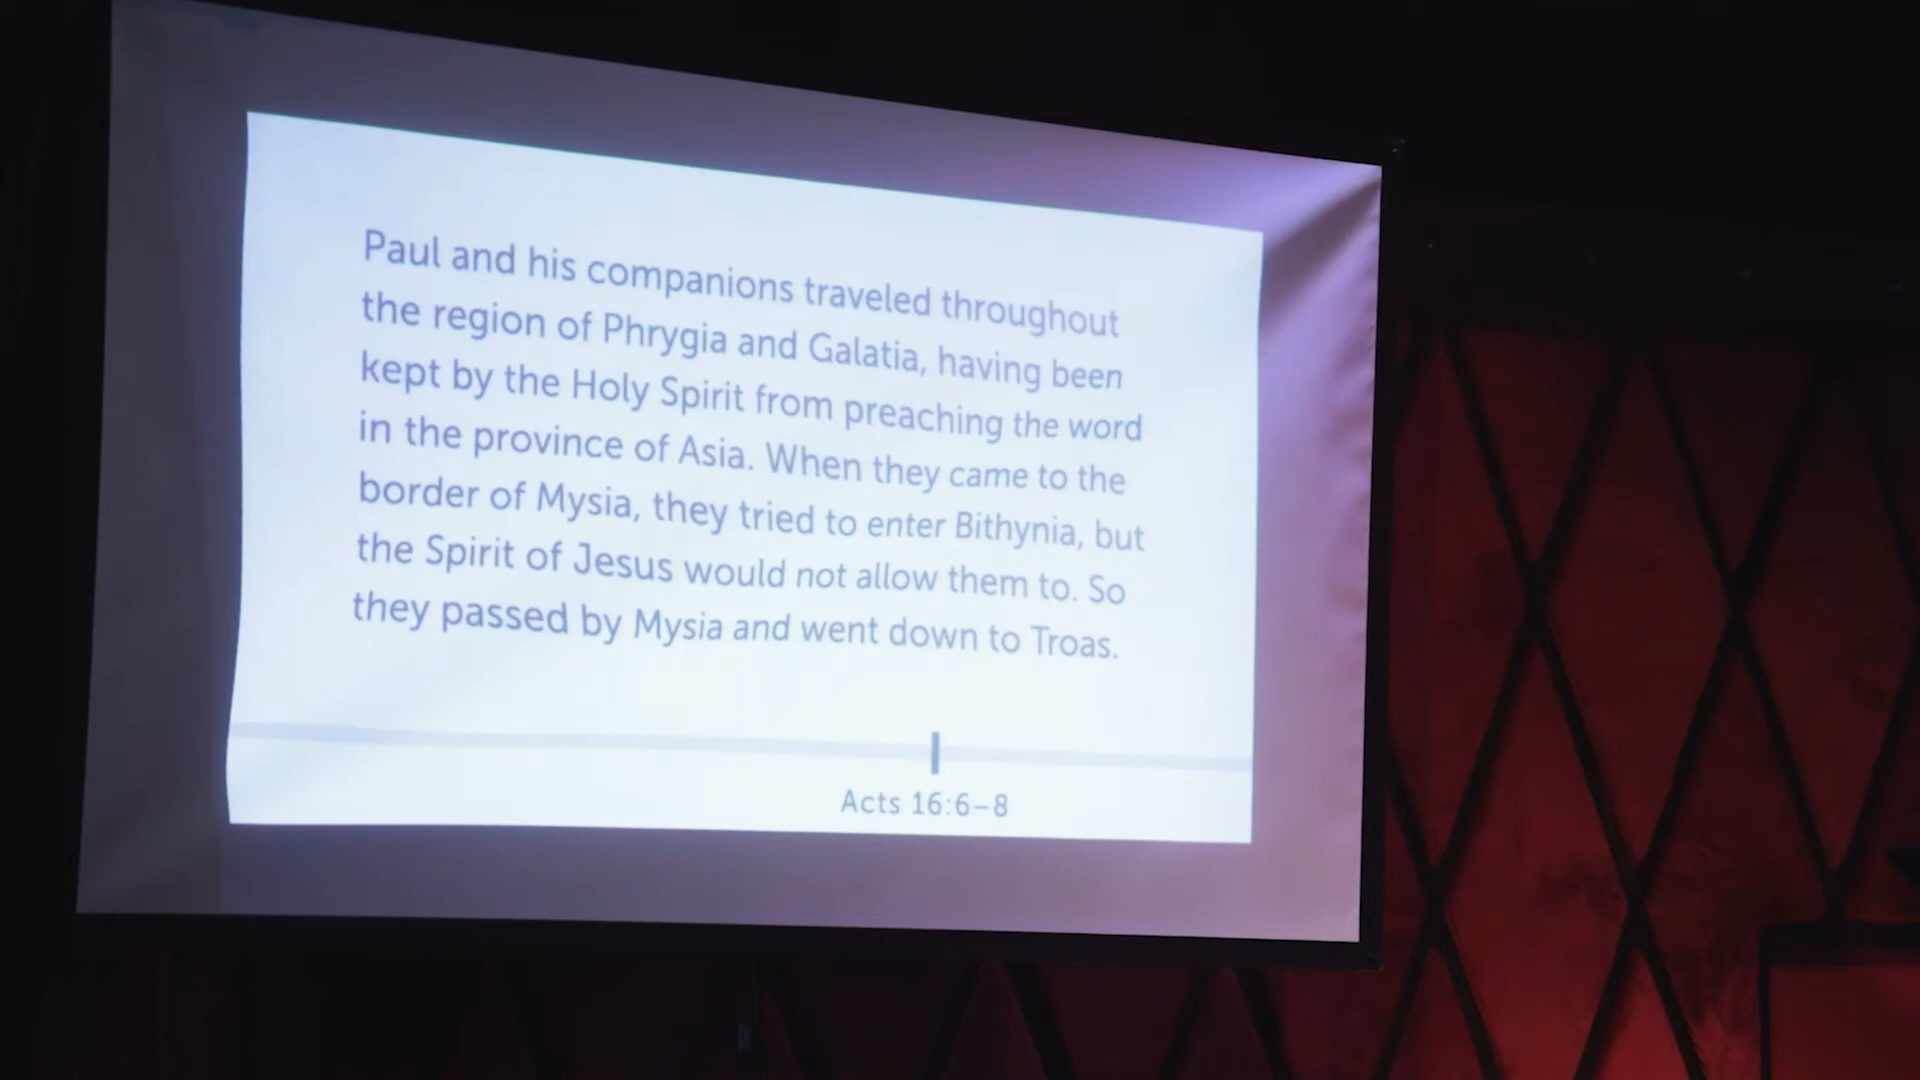 Paul and his companions traveled throughout
the region of Phrygia and Galatia, having been
kept by the Holy Spirit from preaching the word
in the province of Asia. When they came to the
border of Mysia, they tried to enter Bithynia, but
the Spirit of Jesus would not allow them to. So
they passed by Mysia and went down to Troas.
Acts 16:6–8